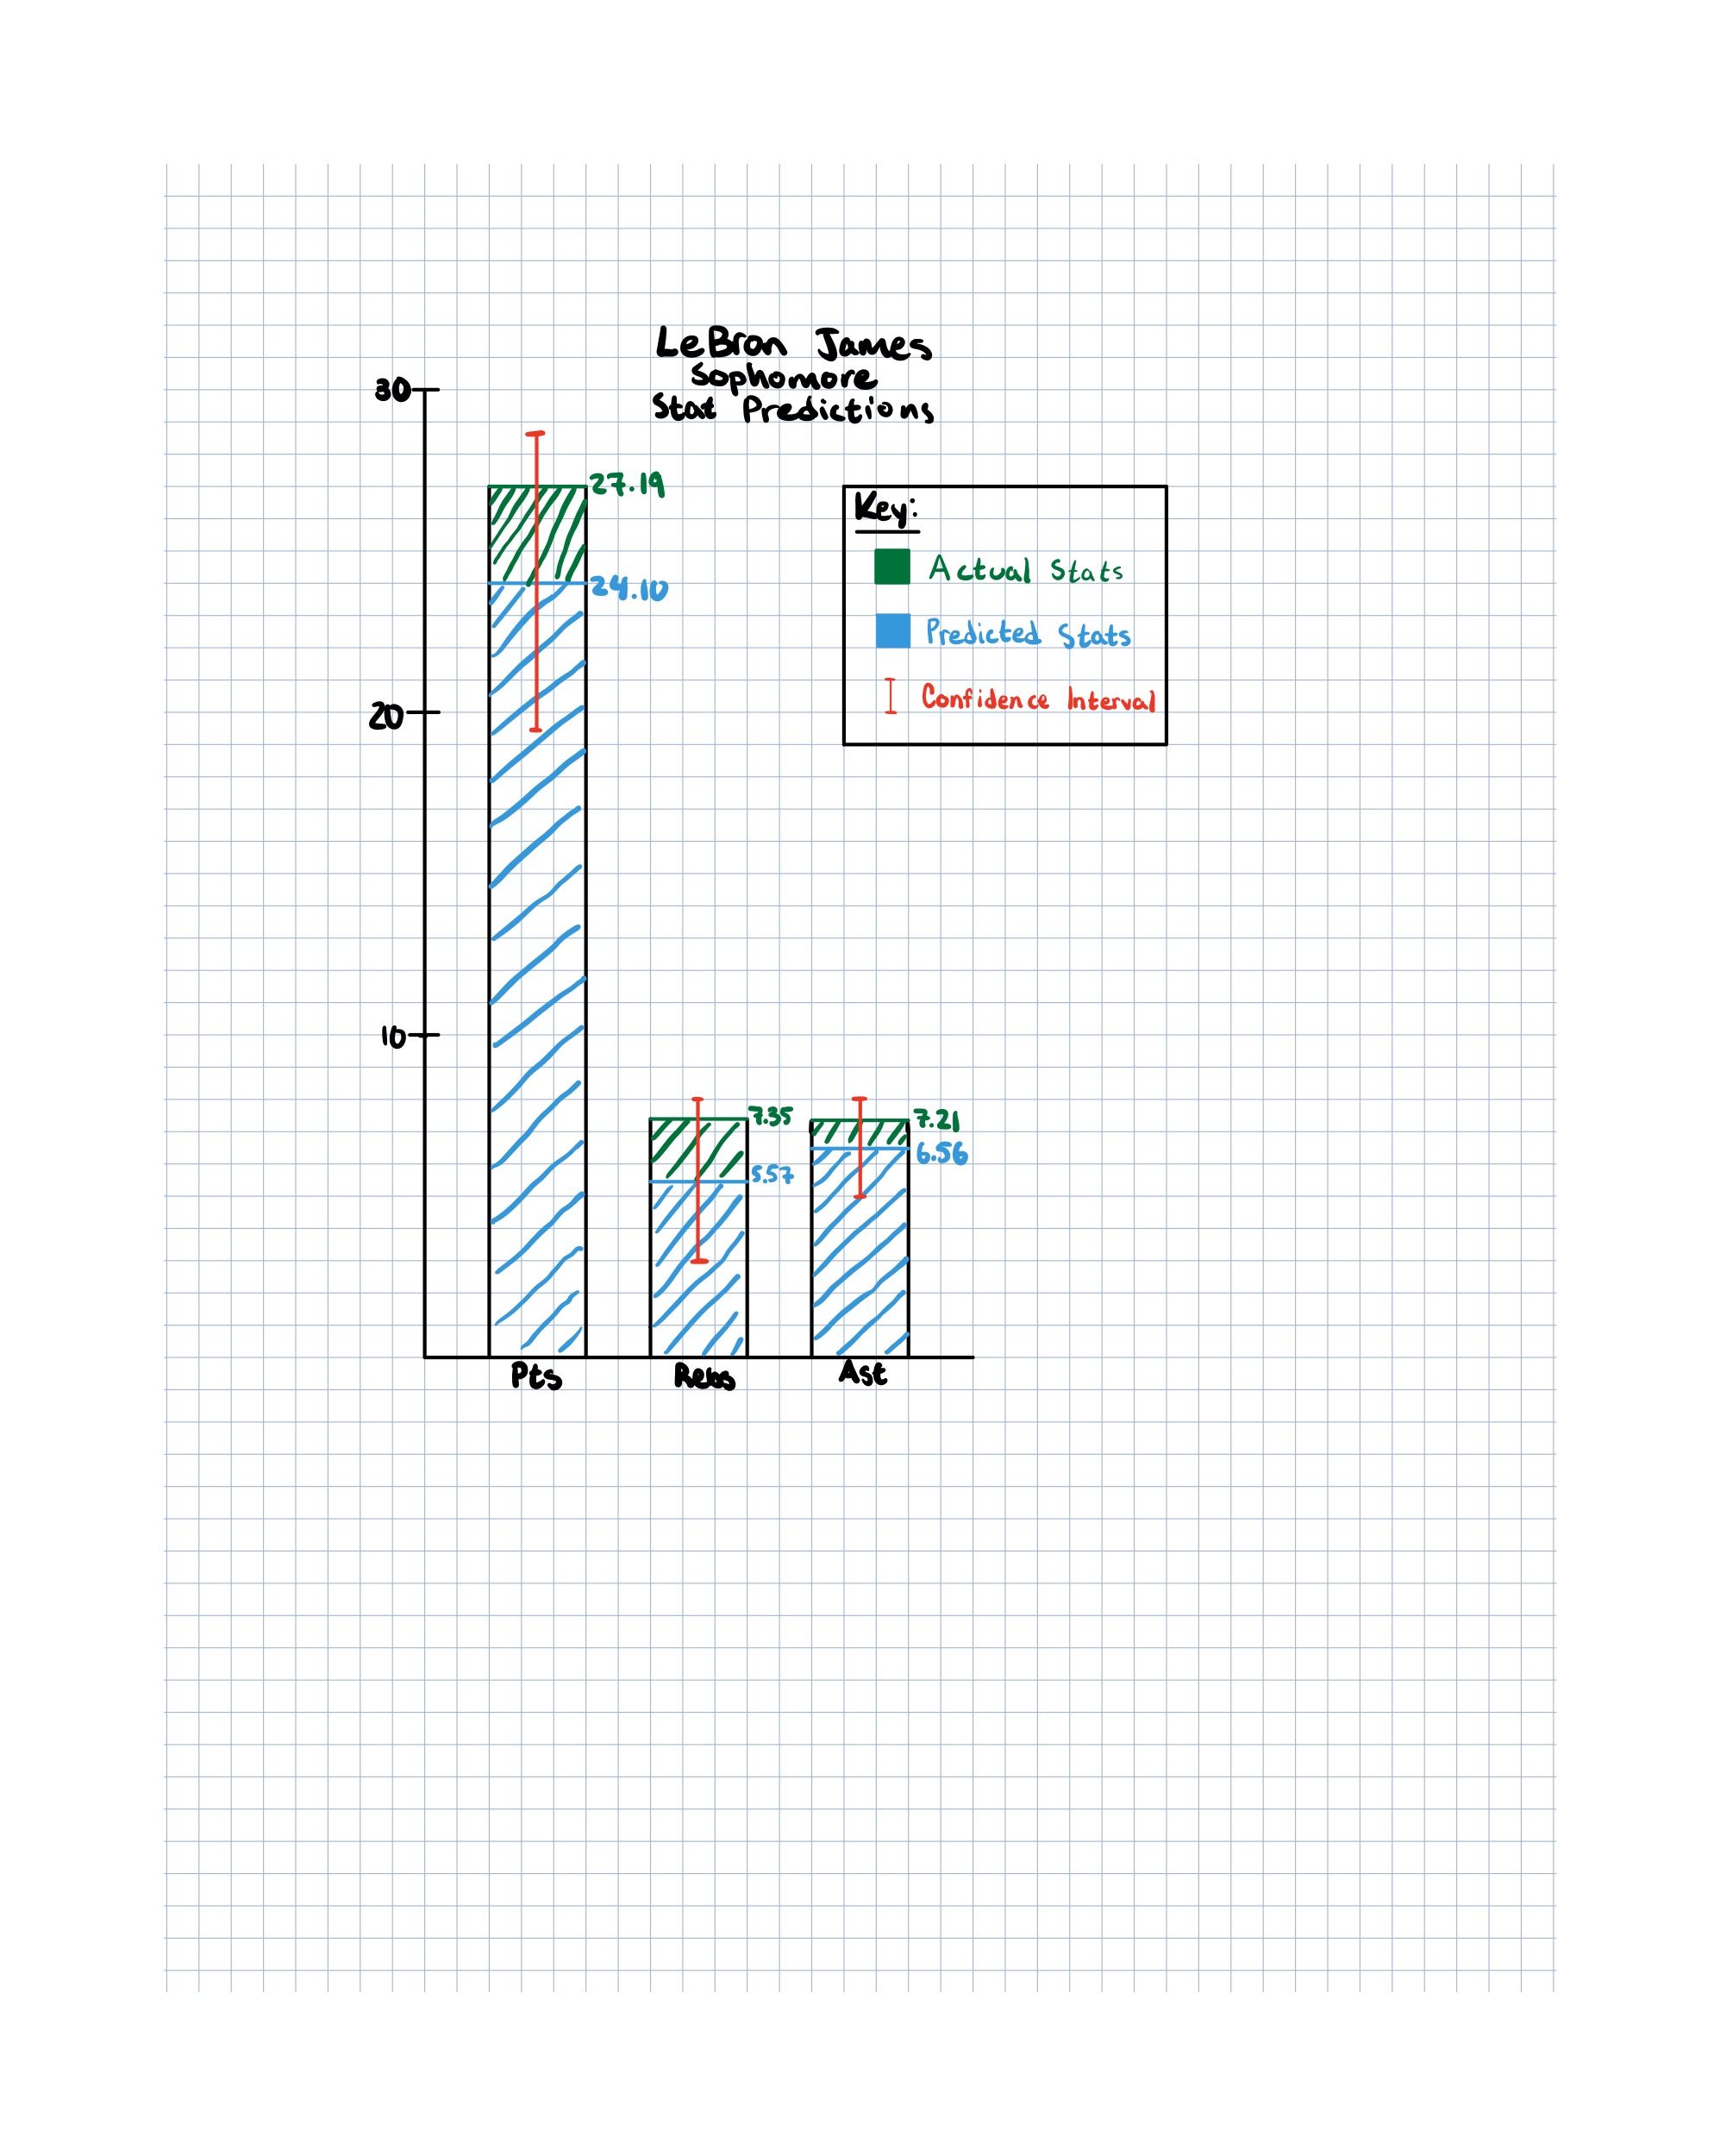 LeBron James
Sophomore
Stat Predictions
30
27.19
Key:
Actual Stats
24.10
Predicted Stats
Confidence Interval
20
10
7.35
7.21
6.56
5.57
Pts
Rebs
Ast